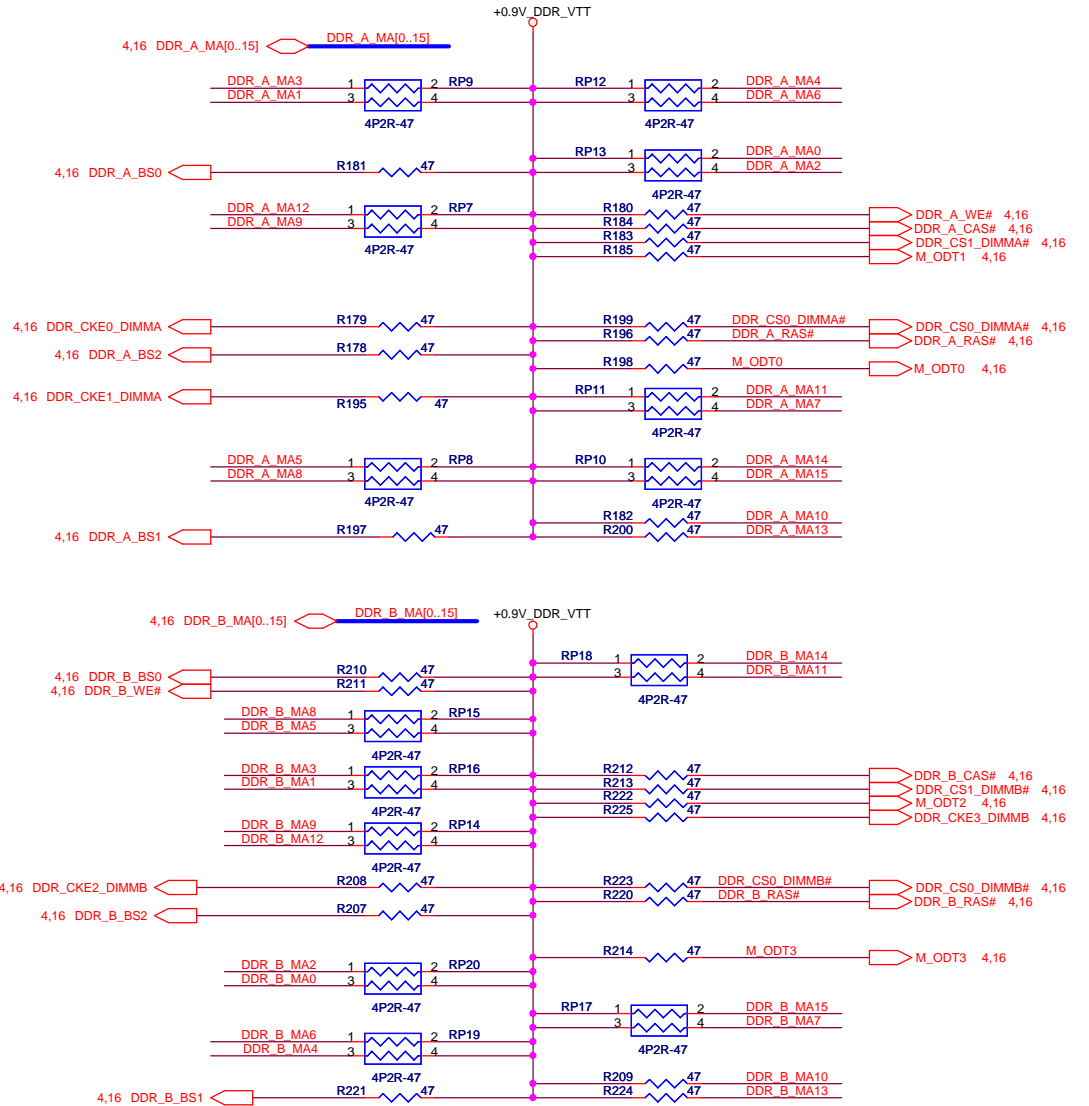 +0.9V_DDR_VTT
4,16 DDR_A_MA[0..15] DDR_A_MA[0..15]
DDR_A_MA3 1 2 RP9 RP12 1 2 DDR_A_MA4
DDR_A_MA1 3 4 3 4 DDR_A_MA6
4P2R-47 4P2R-47
RP13 1 2 DDR_A_MA0
4,16 DDR_A_BS0 R181 47 3 4 DDR_A_MA2
4P2R-47
DDR_A_MA12 1 2 RP7 R180 47 DDR_A_WE# 4,16
DDR_A_MA9 3 4 R184 47 DDR_A_CAS# 4,16
4P2R-47 R183 47 DDR_CS1_DIMMA# 4,16
R185 47 M_ODT1 4,16
4,16 DDR_CKE0_DIMMA R179 47 R199 47 DDR_CS0_DIMMA# DDR_CS0_DIMMA# 4,16
R196 47 DDR_A_RAS# DDR_A_RAS# 4,16
4,16 DDR_A_BS2 R178 47
R198 47 M_ODT0 M_ODT0 4,16
4,16 DDR_CKE1_DIMMA R195 47 RP11 1 2 DDR_A_MA11
3 4 DDR_A_MA7
4P2R-47
DDR_A_MA5 1 2 RP8 RP10 1 2 DDR_A_MA14
DDR_A_MA8 3 4 3 4 DDR_A_MA15
4P2R-47 4P2R-47
R182 47 DDR_A_MA10
4,16 DDR_A_BS1 R197 47 R200 47 DDR_A_MA13
+0.9V_DDR_VTT
4,16 DDR_B_MA[0..15] DDR_B_MA[0..15]
RP18 1 2 DDR_B_MA14
4,16 DDR_B_BS0 R210 47 3 4 DDR_B_MA11
4,16 DDR_B_WE# R211 47 4P2R-47
DDR_B_MA8 1 2 RP15
DDR_B_MA5 3 4
4P2R-47
DDR_B_MA3 1 2 RP16 R212 47 DDR_B_CAS# 4,16
DDR_B_MA1 3 4 R213 47 DDR_CS1_DIMMB# 4,16
4P2R-47 R222 47 M_ODT2 4,16
R225 47 DDR_CKE3_DIMMB 4,16
DDR_B_MA9 1 2 RP14
DDR_B_MA12 3 4
4P2R-47
4,16 DDR_CKE2_DIMMB R208 47 R223 47 DDR_CS0_DIMMB# DDR_CS0_DIMMB# 4,16
R220 47 DDR_B_RAS# DDR_B_RAS# 4,16
4,16 DDR_B_BS2 R207 47
R214 47 M_ODT3 M_ODT3 4,16
DDR_B_MA2 1 2 RP20
DDR_B_MA0 3 4
4P2R-47
RP17 1 2 DDR_B_MA15
3 4 DDR_B_MA7
4P2R-47
DDR_B_MA6 1 2 RP19
DDR_B_MA4 3 4
4P2R-47
R209 47 DDR_B_MA10
4,16 DDR_B_BS1 R221 47 R224 47 DDR_B_MA13